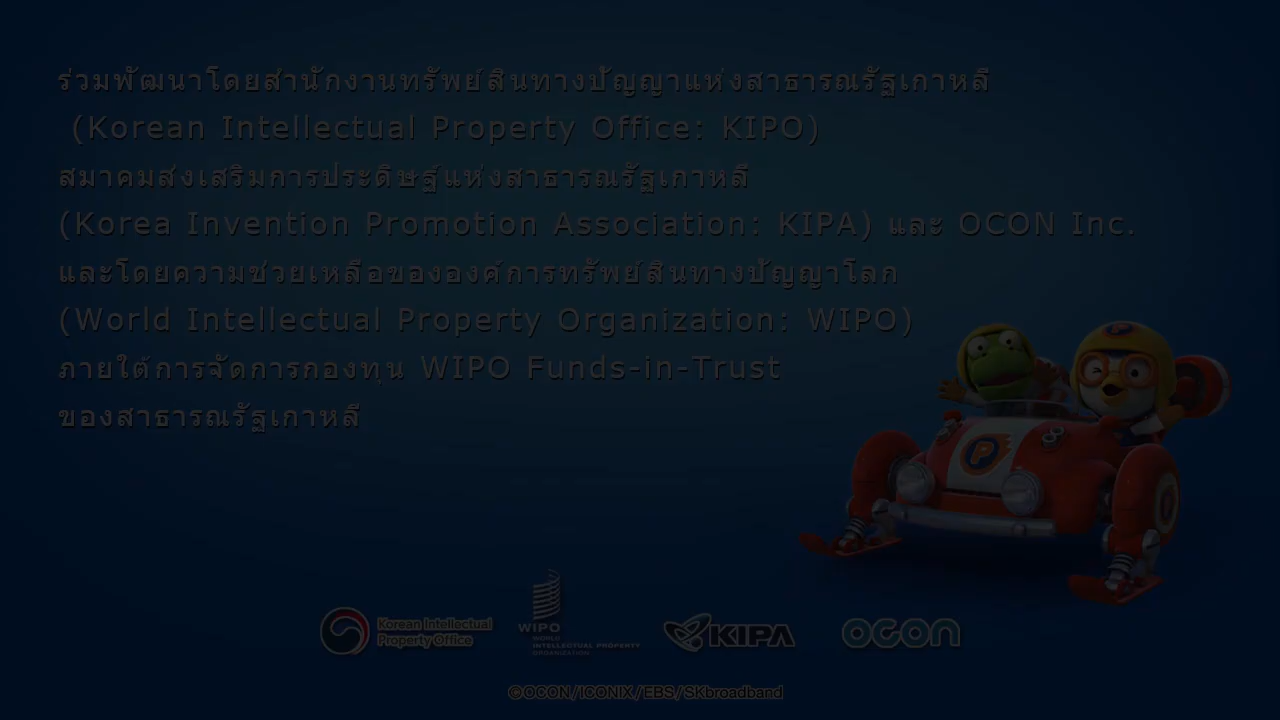 ร่วมพัฒนาโดยสำนักงานทรัพย์สินทางปัญญาแห่งสาธารณรัฐเกาหลี
(Korean Intellectual Property Office: KIPO)
สมาคมส่งเสริมการประดิษฐ์แห่งสาธารณรัฐเกาหลี
(Korea Invention Promotion Association: KIPA) และ OCON Inc.
และโดยความช่วยเหลือขององค์การทรัพย์สินทางปัญญาโลก
(World Intellectual Property Organization: WIPO)
ภายใต้การจัดการกองทุน WIPO Funds-in-Trust
ของสาธารณรัฐเกาหลี
P
P
Korean Intellectual
Property Office
WIPO
WORLD
INTELLECTUAL PROPERTY
ORGANIZATION
KIPA
OCON
©OCON/ICONIX/EBS/SKbroadband